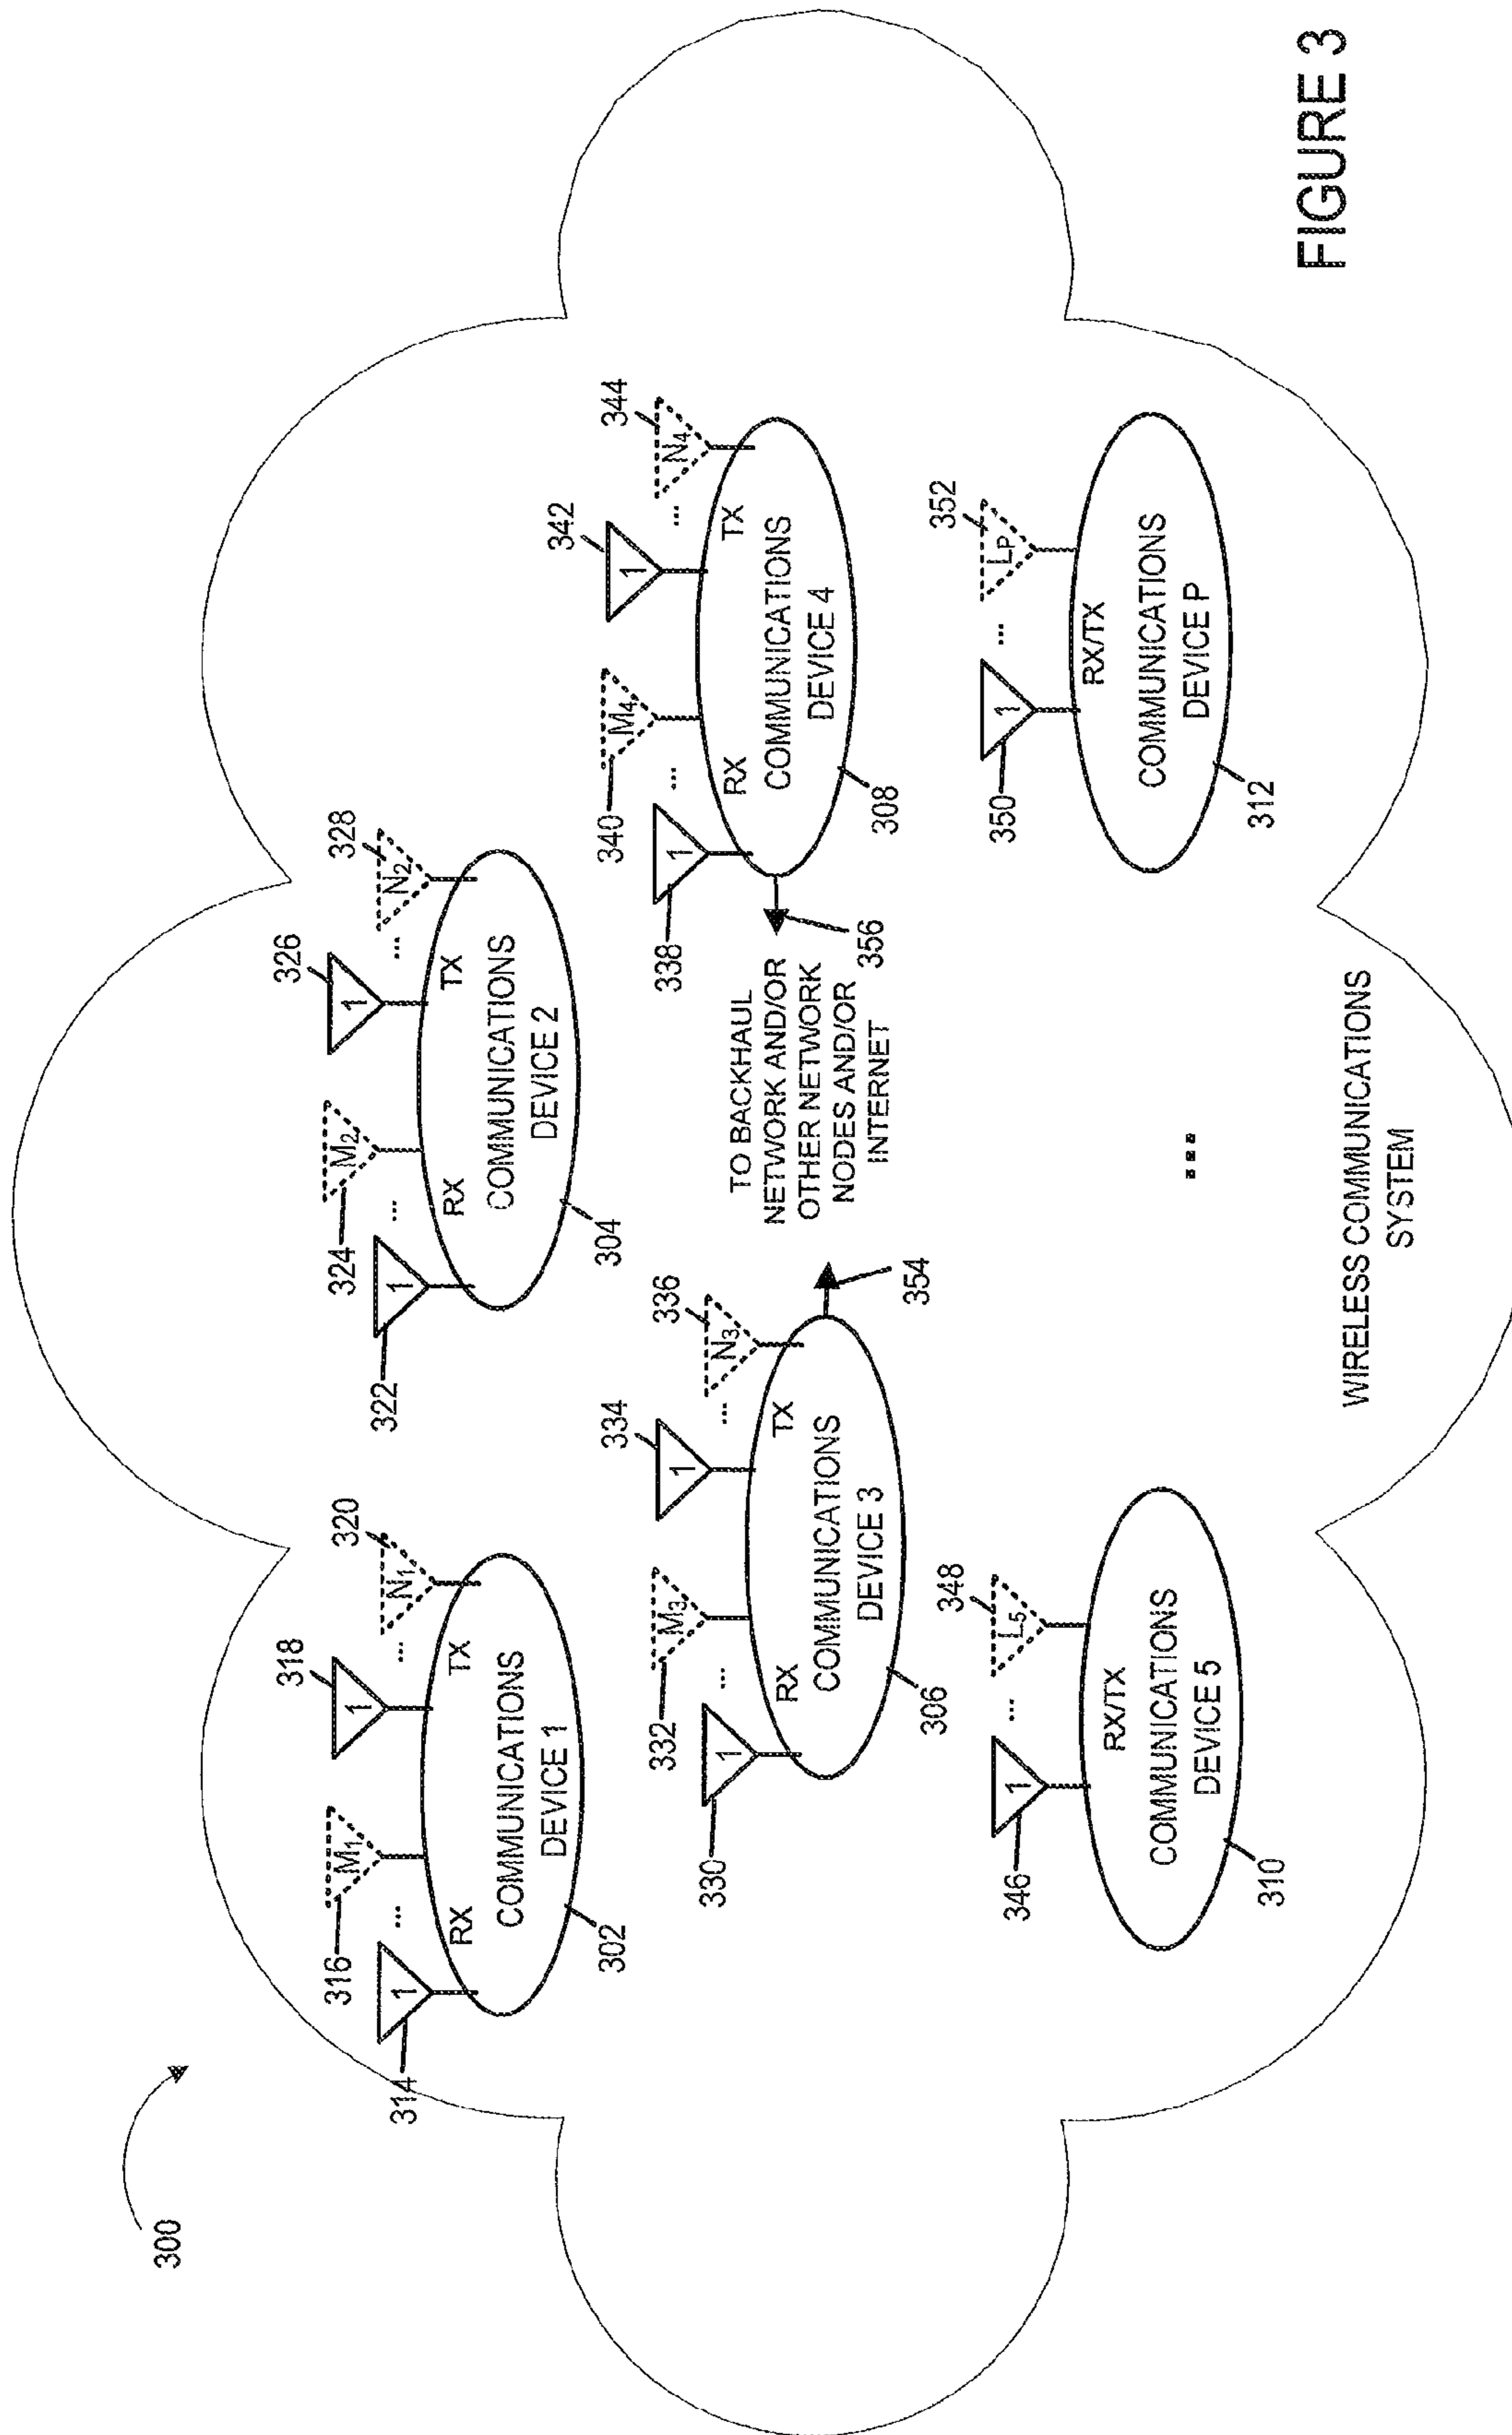 300
318
326
316
M₁
1
320
N₁
324
M₂
1
328
N₂
314
1
...
...
322
1
...
...
RX
TX
RX
TX
COMMUNICATIONS
DEVICE 1
COMMUNICATIONS
DEVICE 2
302
304
334
342
332
M₃
1
336
N₃
340
M₄
1
344
N₄
330
1
...
...
338
1
...
...
RX
TX
RX
TX
COMMUNICATIONS
DEVICE 3
COMMUNICATIONS
DEVICE 4
306
354
TO BACKHAUL
NETWORK AND/OR
OTHER NETWORK
NODES AND/OR
INTERNET
356
308
346
1
...
L₅
348
350
1
...
LP
352
RX/TX
RX/TX
COMMUNICATIONS
DEVICE 5
...
COMMUNICATIONS
DEVICE P
310
312
WIRELESS COMMUNICATIONS
SYSTEM
FIGURE 3